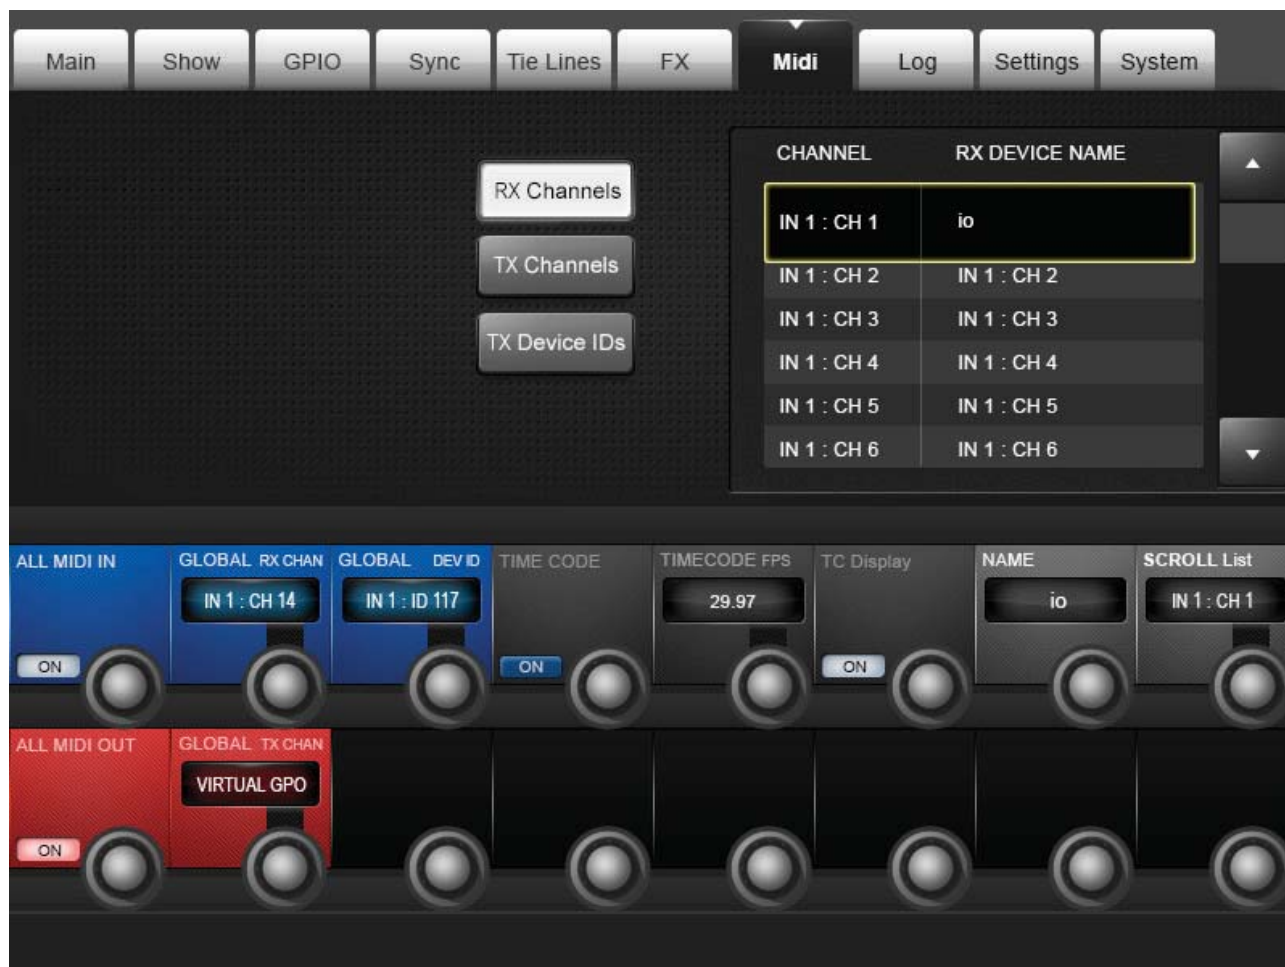 Main Show GPIO Sync Tie Lines FX Midi Log Settings System
RX Channels
TX Channels
TX Device IDs
CHANNEL RX DEVICE NAME
IN 1 : CH 1 io
IN 1 : CH 2 IN 1 : CH 2
IN 1 : CH 3 IN 1 : CH 3
IN 1 : CH 4 IN 1 : CH 4
IN 1 : CH 5 IN 1 : CH 5
IN 1 : CH 6 IN 1 : CH 6
ALL MIDI IN GLOBAL RX CHAN GLOBAL DEV ID TIME CODE TIMECODE FPS TC Display NAME SCROLL List
IN 1 : CH 14 IN 1 : ID 117 29.97 io IN 1 : CH 1
ON ON ON
ALL MIDI OUT GLOBAL TX CHAN
VIRTUAL GPO
ON